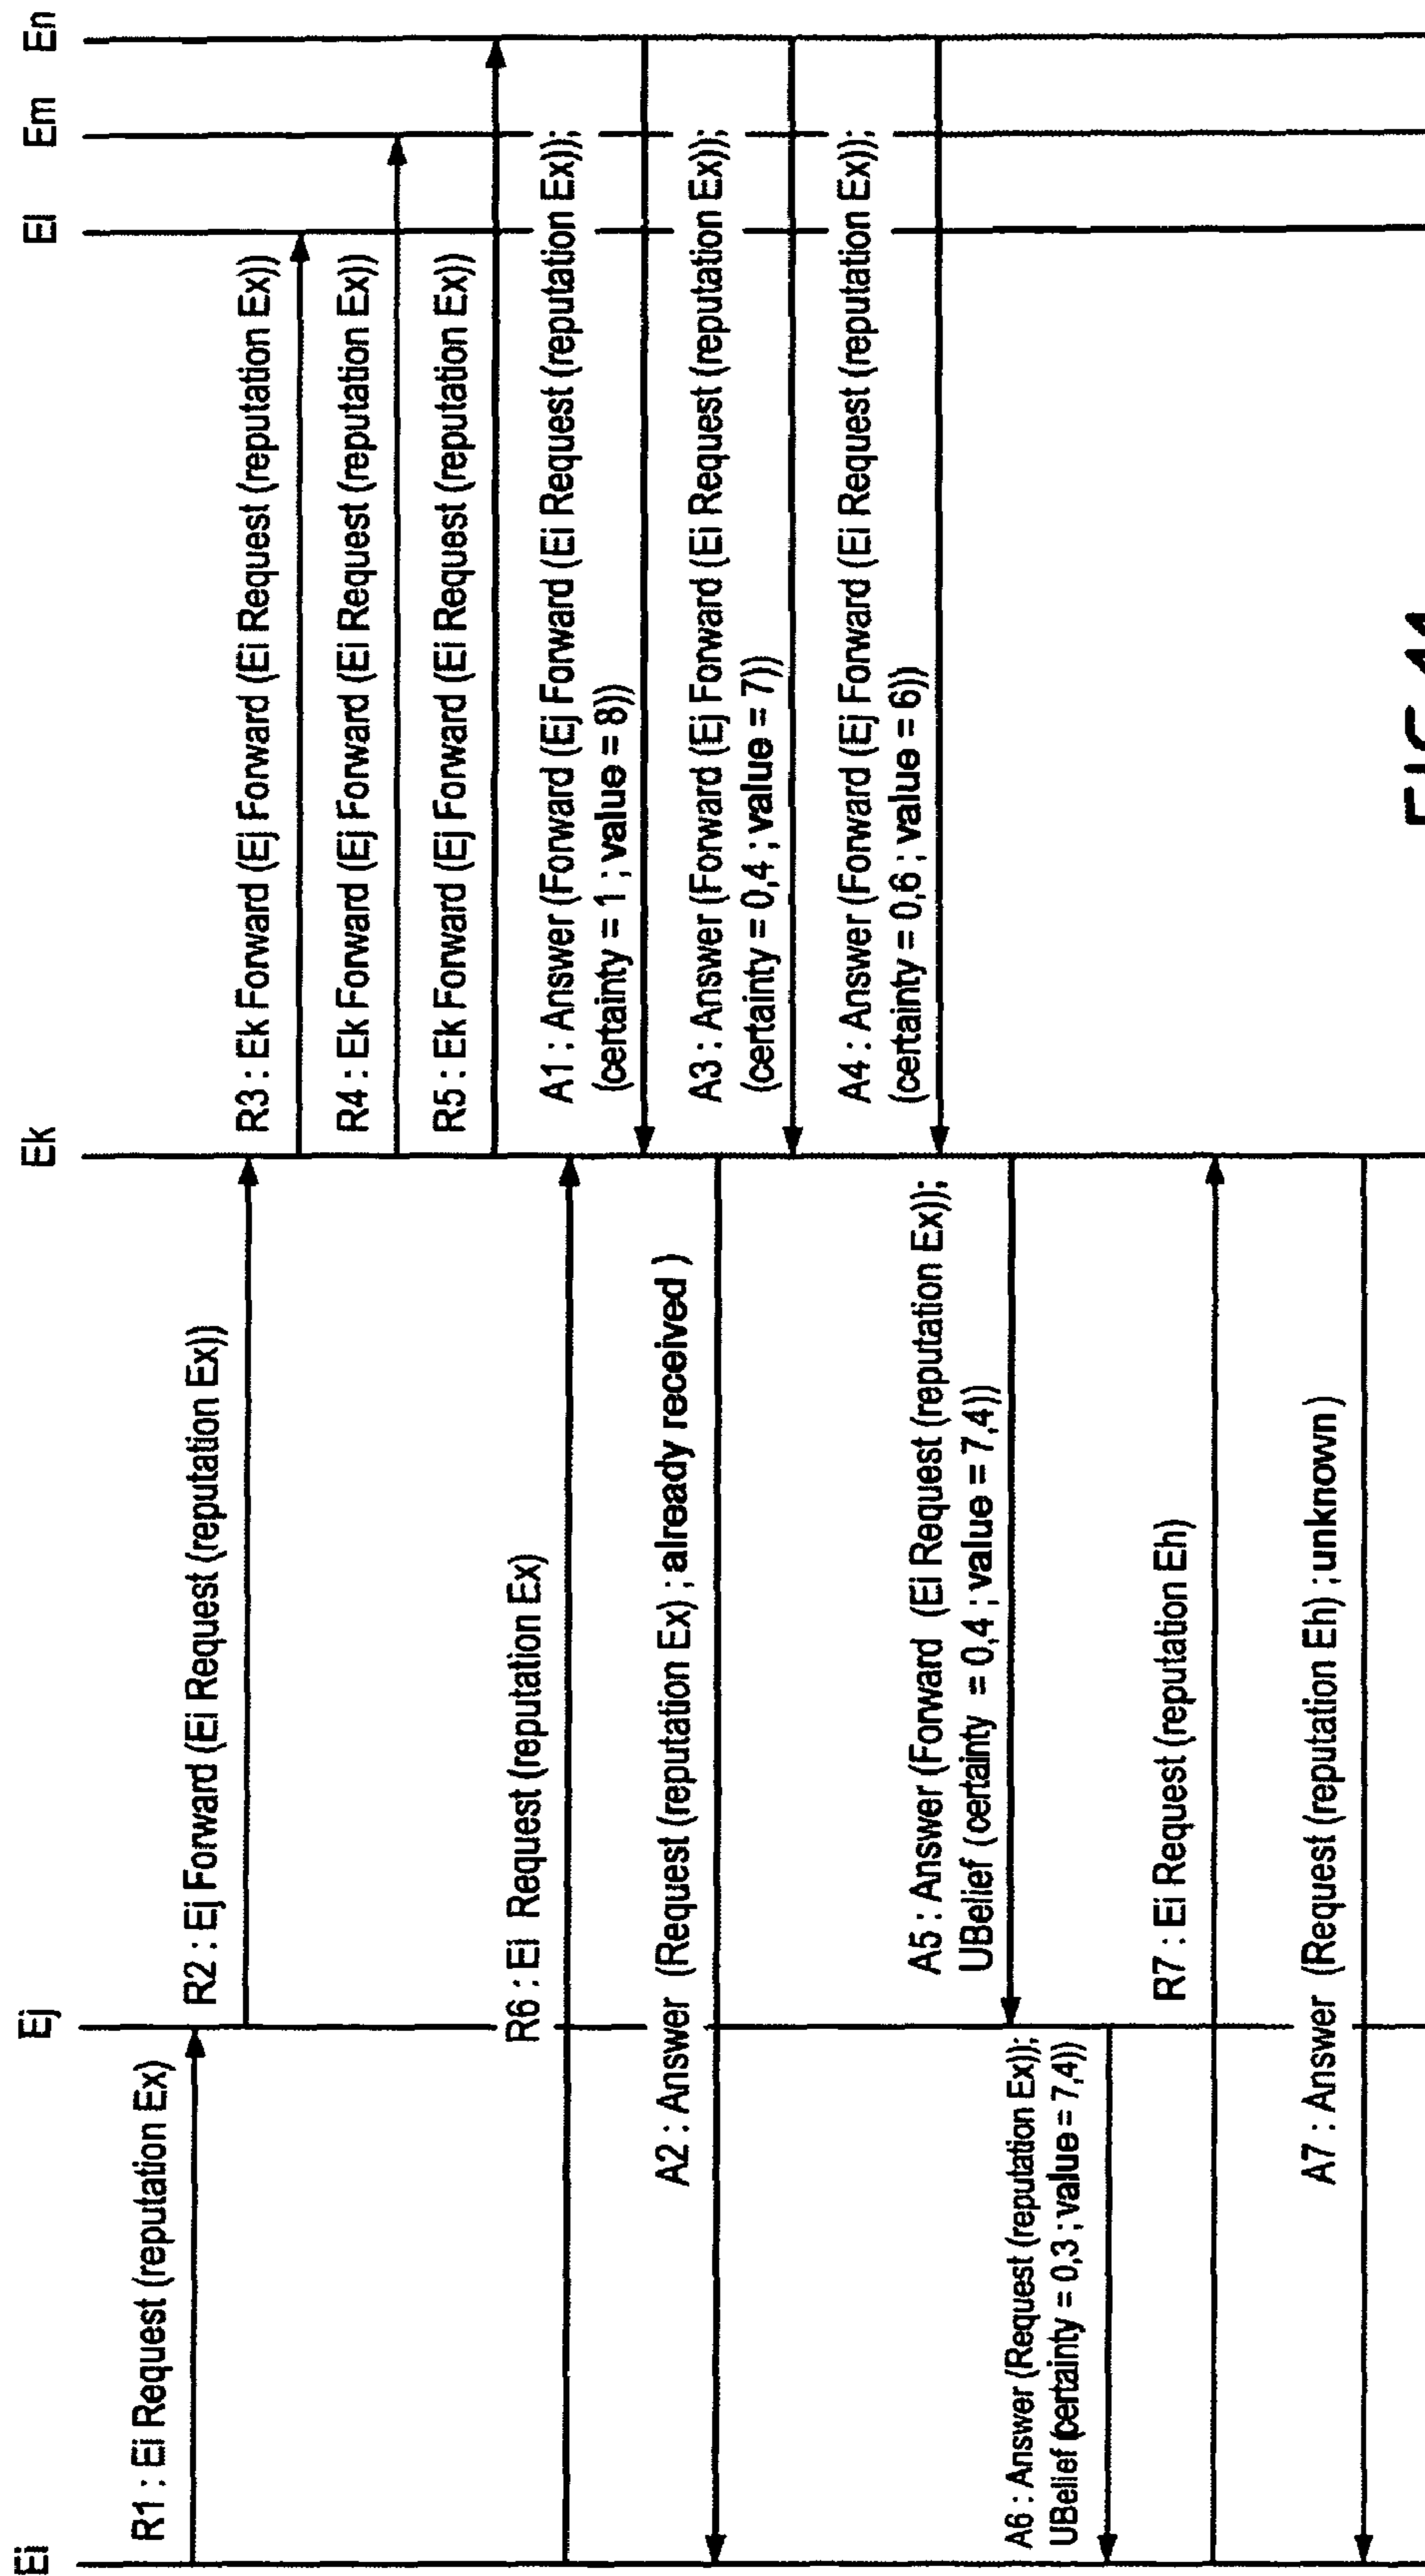 Ei
Ej
Ek
El
Em
En
R1 : Ei Request (reputation Ex)
R2 : Ej Forward (Ei Request (reputation Ex))
R3 : Ek Forward (Ej Forward (Ei Request (reputation Ex))
R4 : Ek Forward (Ej Forward (Ei Request (reputation Ex))
R5 : Ek Forward (Ej Forward (Ei Request (reputation Ex))
R6 : Ei Request (reputation Ex)
A1 : Answer (Forward (Ej Forward (Ei Request (reputation Ex));
(certainty = 1 ; value = 8))
A2 : Answer (Request (reputation Ex) ; already received )
A3 : Answer (Forward (Ej Forward (Ei Request (reputation Ex));
(certainty = 0,4 ; value = 7))
A4 : Answer (Forward (Ej Forward (Ei Request (reputation Ex));
(certainty = 0,6 ; value = 6))
A5 : Answer (Forward (Ei Request (reputation Ex));
UBelief (certainty = 0,4 ; value = 7,4))
A6 : Answer (Request (reputation Ex));
UBelief (certainty = 0,3 ; value = 7,4))
R7 : Ei Request (reputation Eh)
A7 : Answer (Request (reputation Eh) ; unknown )